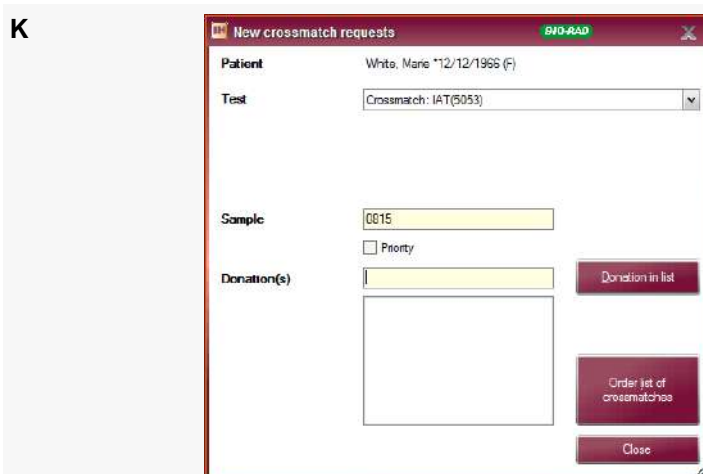 K
New crossmatch requests BIO-RAD
Patient White, Marie *12/12/1966 (F)
Test Crossmatch: IAT(5053)
Sample 0815
Priority
Donation(s) Donation in list
Order list of
crossmatches
Close